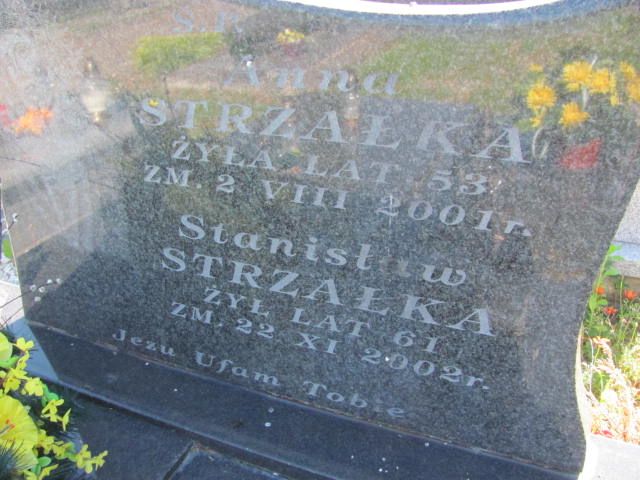 Ś.P.
Anna
STRZAŁKA
ŻYŁA LAT 53
ZM. 2 VIII 2001r.
Stanisław
STRZAŁKA
ŻYŁ LAT 61
ZM. 22 XI 2002r.
Jezu Ufam Tobie